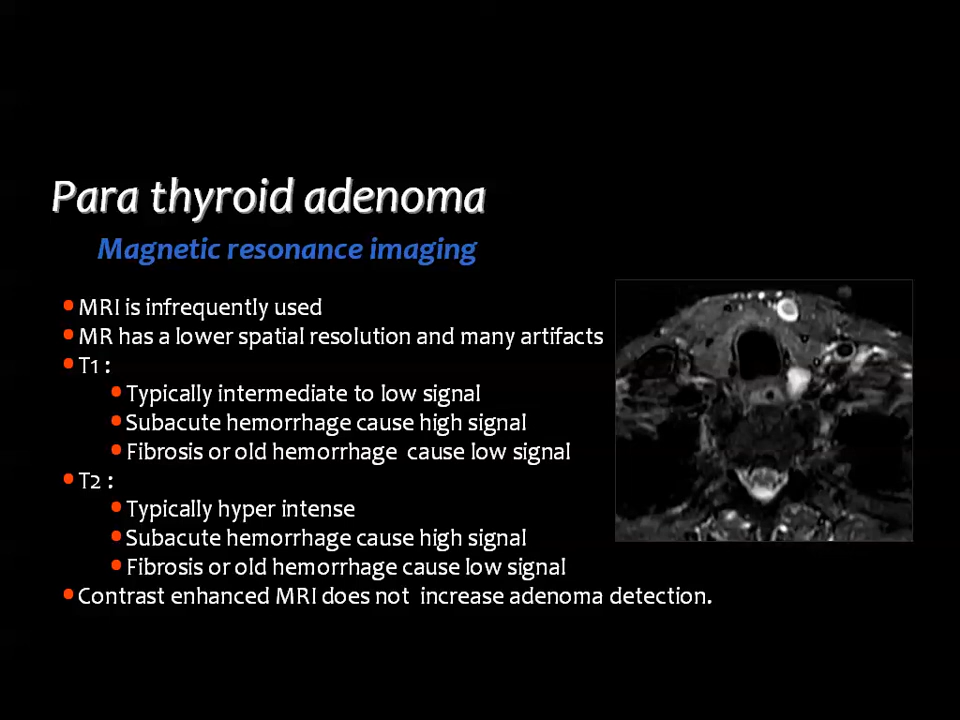 Para thyroid adenoma
Magnetic resonance imaging
• MRI is infrequently used
• MR has a lower spatial resolution and many artifacts
• T1 :
• Typically intermediate to low signal
• Subacute hemorrhage cause high signal
• Fibrosis or old hemorrhage cause low signal
• T2 :
• Typically hyper intense
• Subacute hemorrhage cause high signal
• Fibrosis or old hemorrhage cause low signal
• Contrast enhanced MRI does not increase adenoma detection.